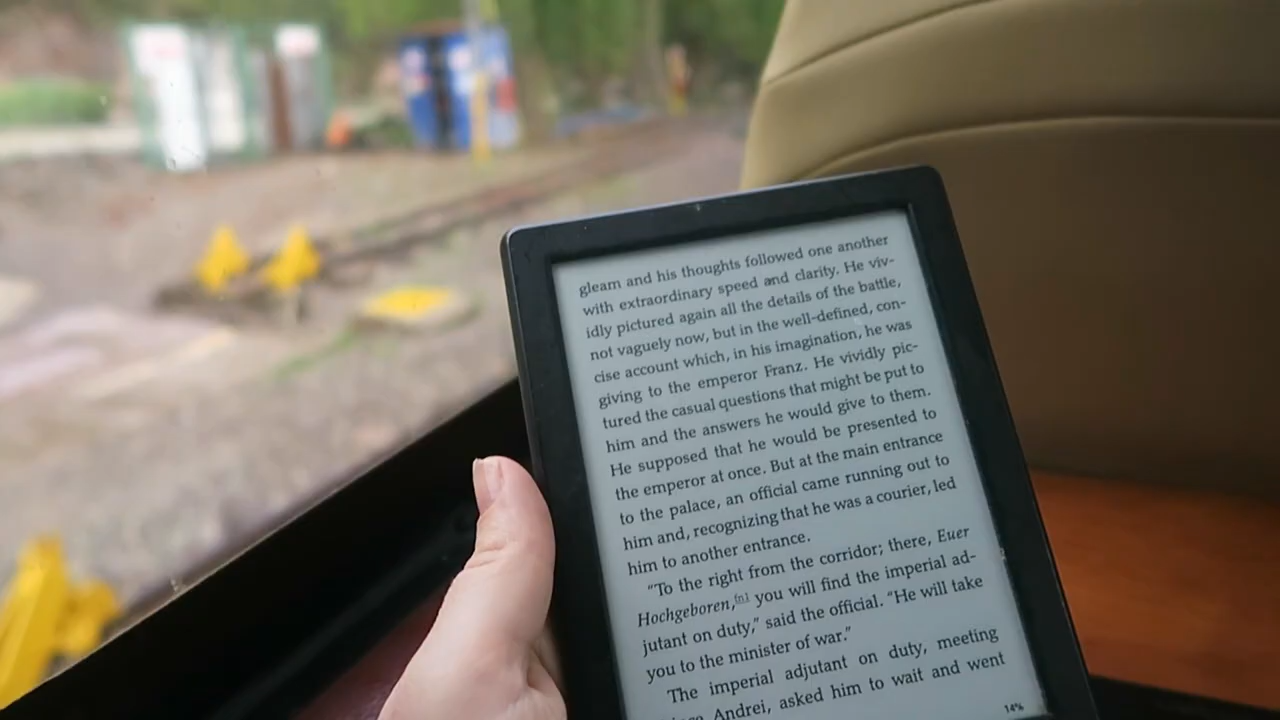 gleam and his thoughts followed one another
with extraordinary speed and clarity. He viv-
idly pictured again all the details of the battle,
not vaguely now, but in the well-defined, con-
cise account which, in his imagination, he was
giving to the emperor Franz. He vividly pic-
tured the casual questions that might be put to
him and the answers he would give to them.
He supposed that he would be presented to
the emperor at once. But at the main entrance
to the palace, an official came running out to
him and, recognizing that he was a courier, led
him to another entrance.
“To the right from the corridor; there, Euer
Hochgeboren,[n] you will find the imperial ad-
jutant on duty,” said the official. “He will take
you to the minister of war.”
The imperial adjutant on duty, meeting
Andrei, asked him to wait and went
14%